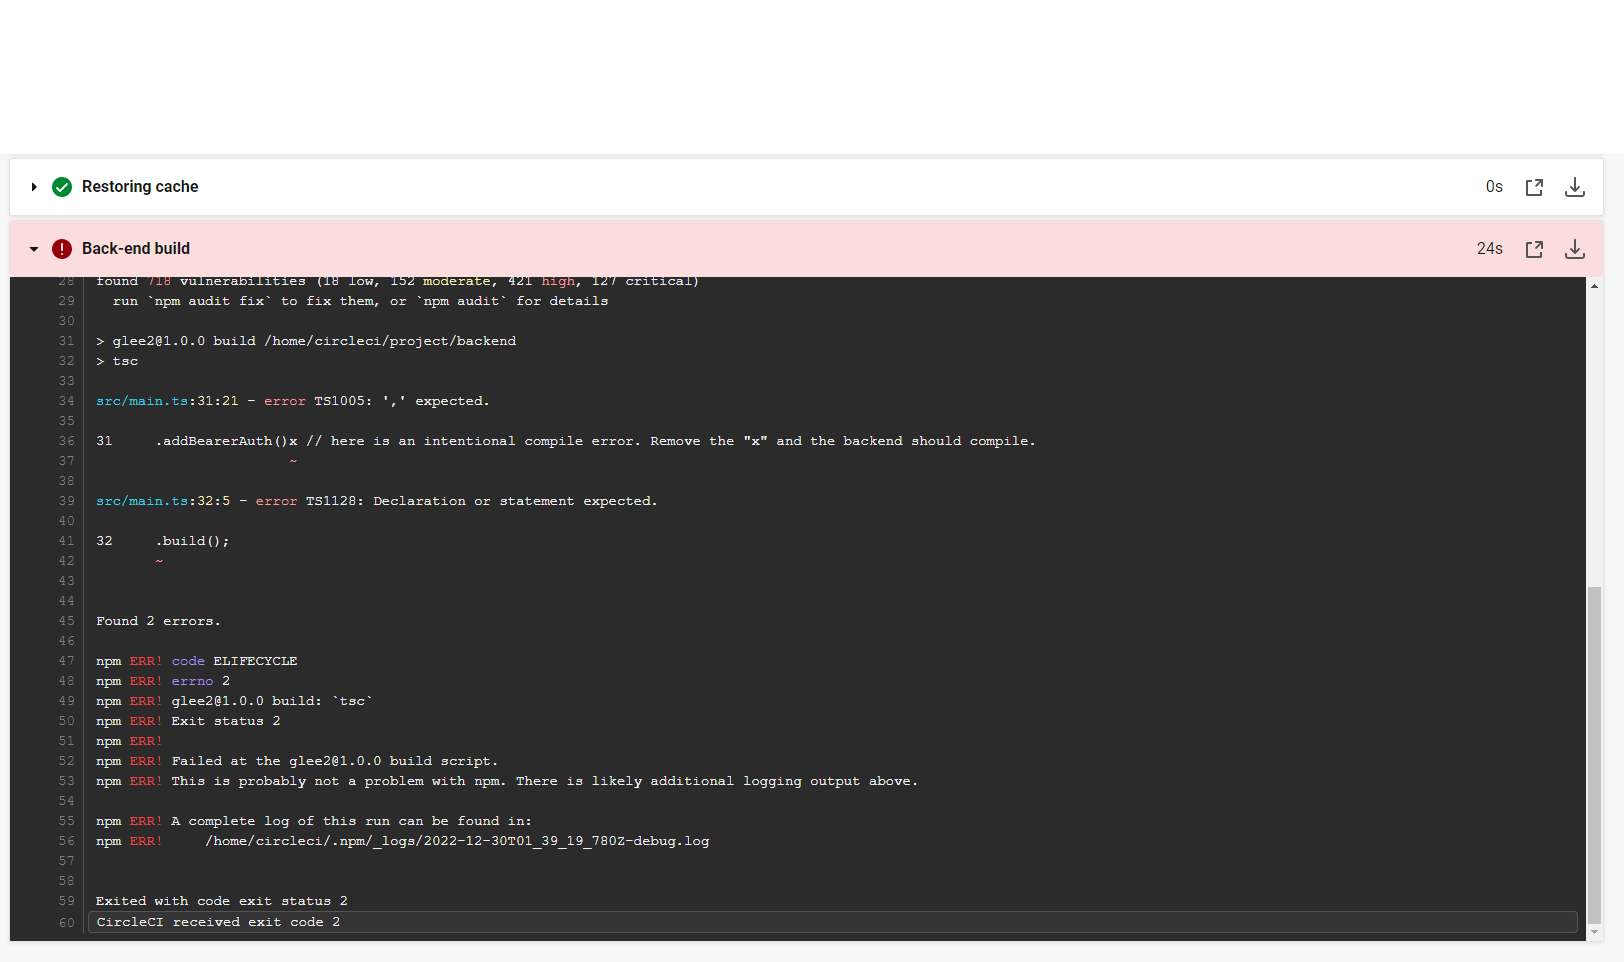 Restoring cache 0s
Back-end build 24s
28 found 718 vulnerabilities (18 low, 152 moderate, 421 high, 127 critical)
29 run `npm audit fix` to fix them, or `npm audit` for details
30
31 > glee2@1.0.0 build /home/circleci/project/backend
32 > tsc
33
34 src/main.ts:31:21 - error TS1005: ',' expected.
35
36 31 .addBearerAuth()x // here is an intentional compile error. Remove the "x" and the backend should compile.
37 ~
38
39 src/main.ts:32:5 - error TS1128: Declaration or statement expected.
40
41 32 .build();
42 ~
43
44
45 Found 2 errors.
46
47 npm ERR! code ELIFECYCLE
48 npm ERR! errno 2
49 npm ERR! glee2@1.0.0 build: `tsc`
50 npm ERR! Exit status 2
51 npm ERR!
52 npm ERR! Failed at the glee2@1.0.0 build script.
53 npm ERR! This is probably not a problem with npm. There is likely additional logging output above.
54
55 npm ERR! A complete log of this run can be found in:
56 npm ERR! /home/circleci/.npm/_logs/2022-12-30T01_39_19_780Z-debug.log
57
58
59 Exited with code exit status 2
60 CircleCI received exit code 2